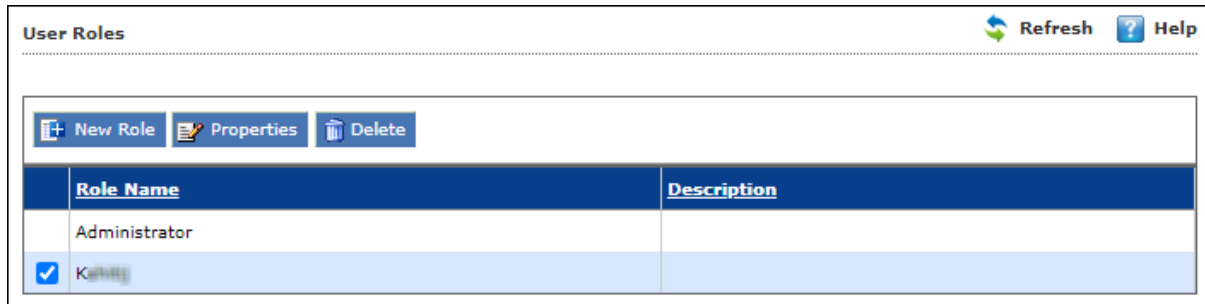 User Roles
Refresh
Help
New Role
Properties
Delete
Role Name
Description
Administrator